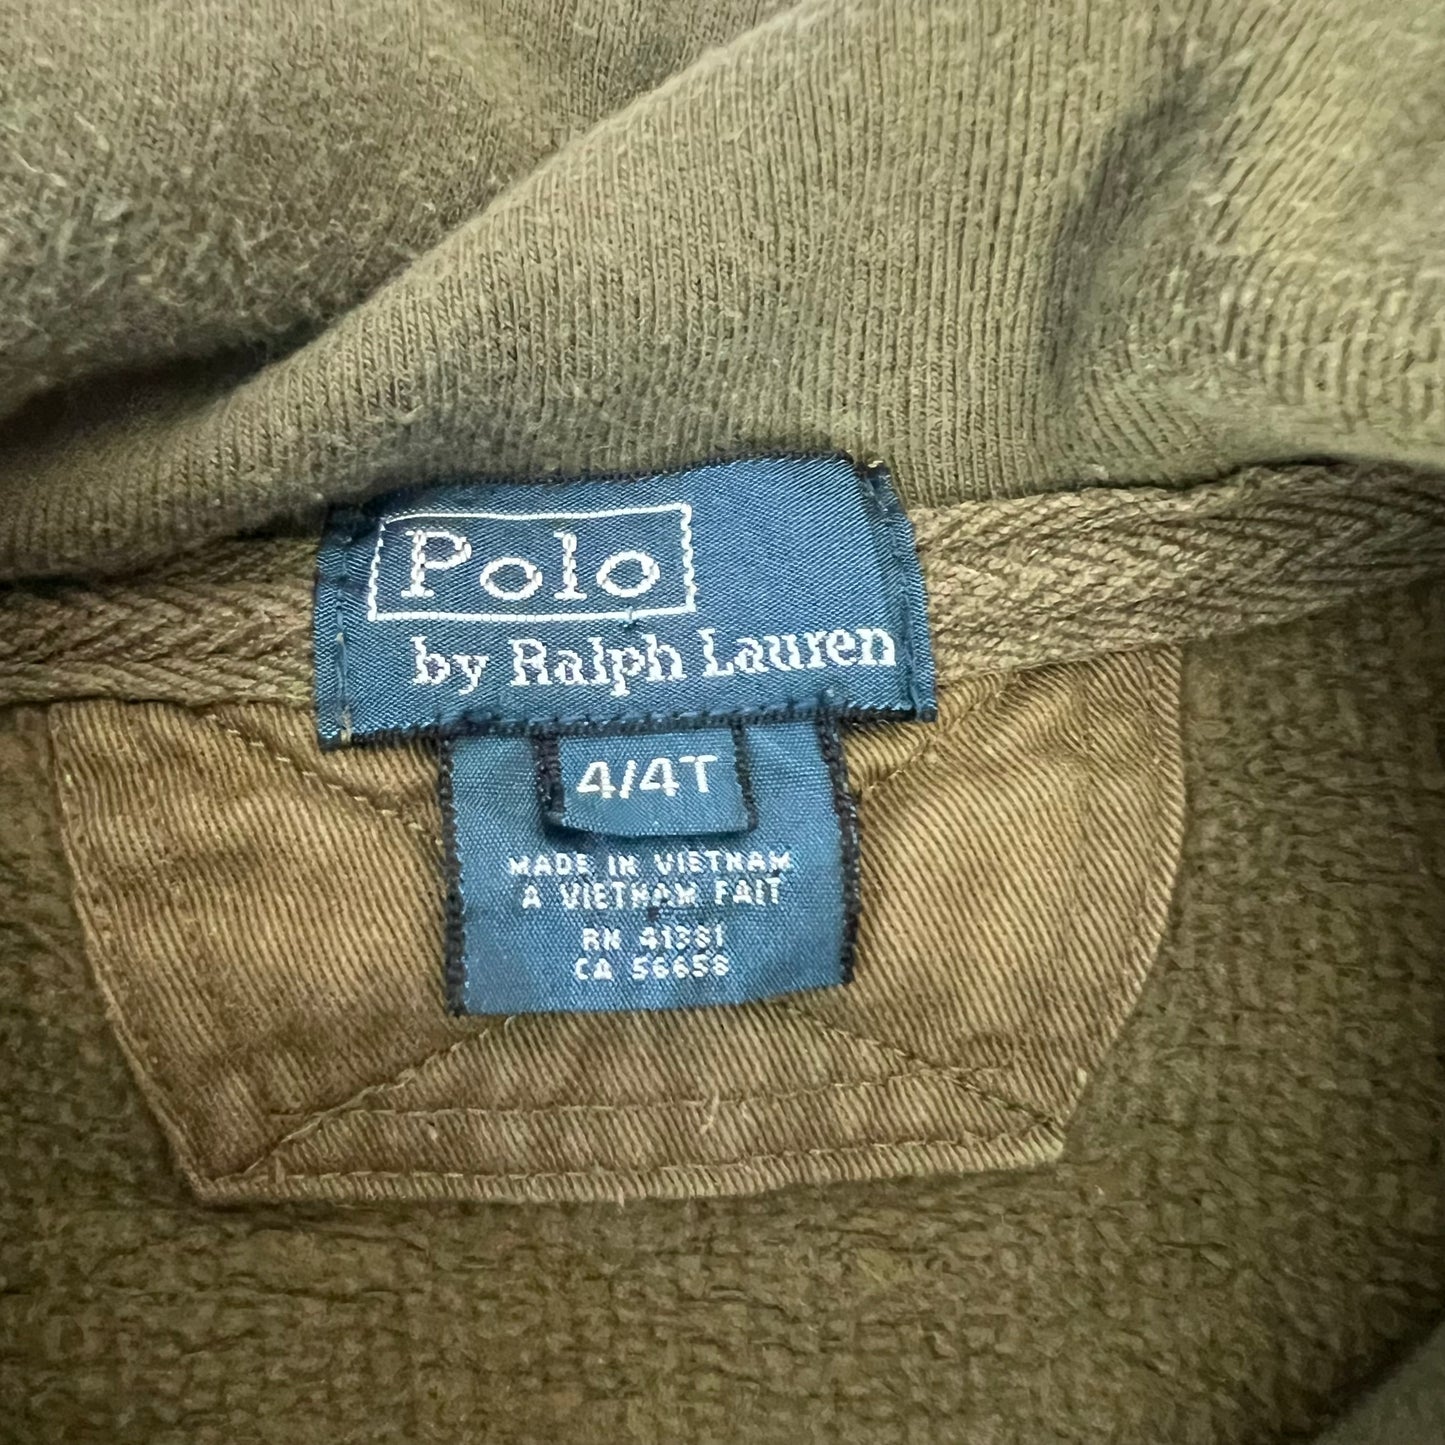 Polo
by Ralph Lauren
4/4T
MADE IN VIETNAM
A VIETNAM FAIT
RN 41381
CA 56658